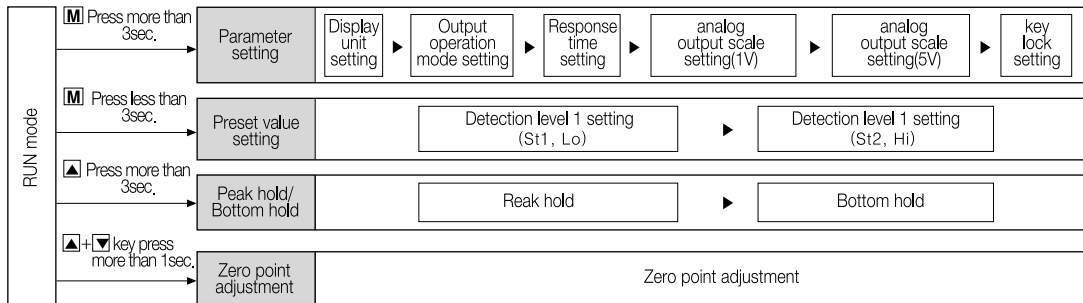 RUN mode
M Press more than
3sec.
Parameter
setting
Display
unit
setting
▶
Output
operation
mode setting
▶
Response
time
setting
▶
analog
output scale
setting(1V)
▶
analog
output scale
setting(5V)
▶
key
lock
setting
M Press less than
3sec.
Preset value
setting
Detection level 1 setting
(St1, Lo)
▶
Detection level 1 setting
(St2, Hi)
▲ Press more than
3sec.
Peak hold/
Bottom hold
Reak hold
▶
Bottom hold
▲+▼ key press
more than 1sec.
Zero point
adjustment
Zero point adjustment